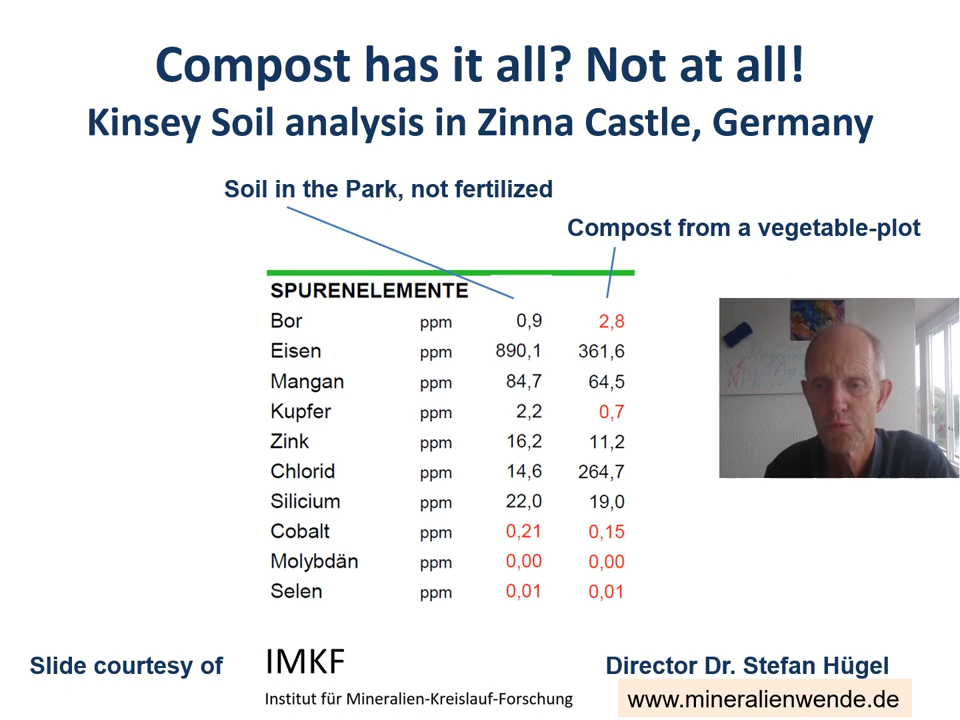 Compost has it all? Not at all!
Kinsey Soil analysis in Zinna Castle, Germany
Soil in the Park, not fertilized
Compost from a vegetable-plot
SPURENELEMENTE
Bor ppm 0,9 2,8
Eisen ppm 890,1 361,6
Mangan ppm 84,7 64,5
Kupfer ppm 2,2 0,7
Zink ppm 16,2 11,2
Chlorid ppm 14,6 264,7
Silicium ppm 22,0 19,0
Cobalt ppm 0,21 0,15
Molybdän ppm 0,00 0,00
Selen ppm 0,01 0,01
Slide courtesy of IMKF Director Dr. Stefan Hügel
Institut für Mineralien-Kreislauf-Forschung www.mineralienwende.de